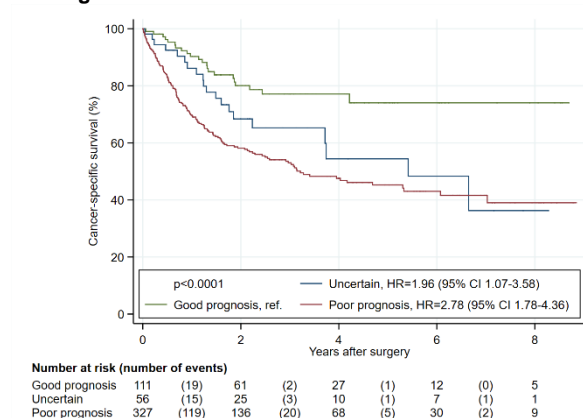 100
80
60
40
20
0
Cancer-specific survival (%)
p<0.0001
Uncertain, HR=1.96 (95% CI 1.07-3.58)
Good prognosis, ref.
Poor prognosis, HR=2.78 (95% CI 1.78-4.36)
0 2 4 6 8
Years after surgery
Number at risk (number of events)
Good prognosis 111 (19) 61 (2) 27 (1) 12 (0) 5
Uncertain 56 (15) 25 (3) 10 (1) 7 (1) 1
Poor prognosis 327 (119) 136 (20) 68 (5) 30 (2) 9